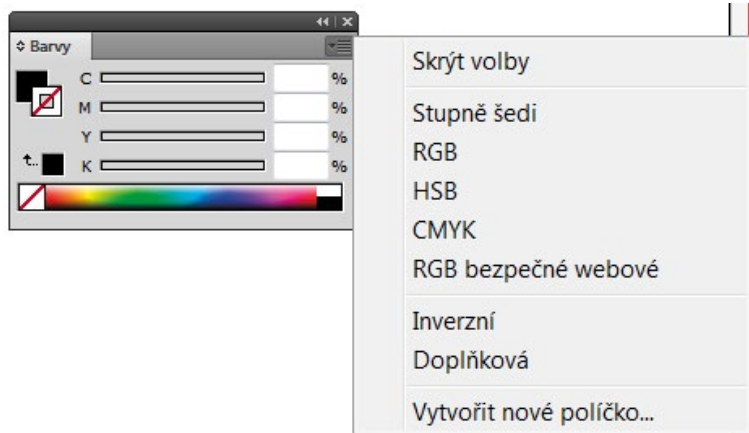 Barvy
C %
M %
Y %
K %
Skrýt volby
Stupně šedi
RGB
HSB
CMYK
RGB bezpečné webové
Inverzní
Doplňková
Vytvořit nové políčko...